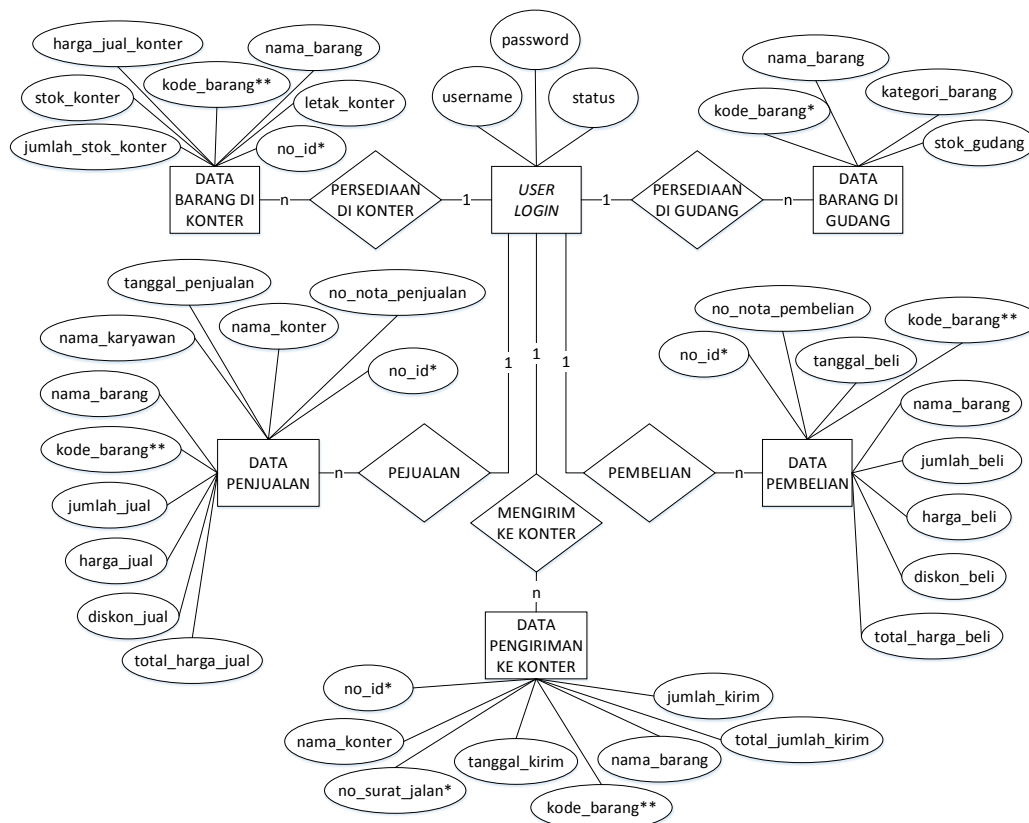 password
harga_jual_konter
nama_barang
nama_barang
kode_barang**
stok_konter
letak_konter
username
status
kategori_barang
kode_barang*
jumlah_stok_konter
no_id*
stok_gudang
DATA
BARANG DI
KONTER
n
PERSEDIAAN
DI KONTER
1
USER
LOGIN
1
PERSEDIAAN
DI GUDANG
n
DATA
BARANG DI
GUDANG
tanggal_penjualan
no_nota_penjualan
nama_konter
nama_karyawan
no_id*
no_nota_pembelian
kode_barang**
no_id*
tanggal_beli
1
1
1
nama_barang
kode_barang**
jumlah_jual
harga_jual
diskon_jual
total_harga_jual
DATA
PENJUALAN
n
PEJUALAN
MENGIRIM
KE KONTER
n
PEMBELIAN
n
DATA
PEMBELIAN
nama_barang
jumlah_beli
harga_beli
diskon_beli
total_harga_beli
DATA
PENGIRIMAN
KE KONTER
no_id*
jumlah_kirim
nama_konter
total_jumlah_kirim
tanggal_kirim
nama_barang
no_surat_jalan*
kode_barang**